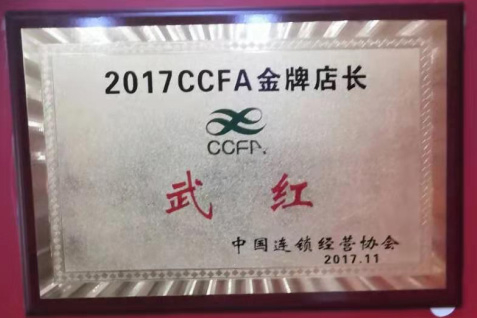 2017CCFA金牌店长
CCFA
武 红
中国连锁经营协会
2017.11